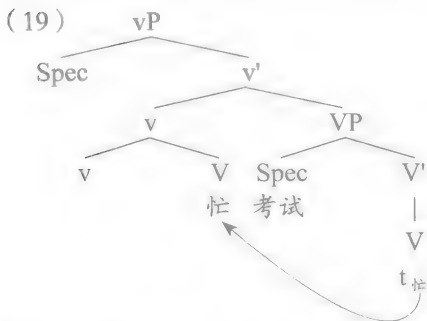 (19) vP
Spec v'
v VP
v V Spec V'
忙 考试
V
t忙